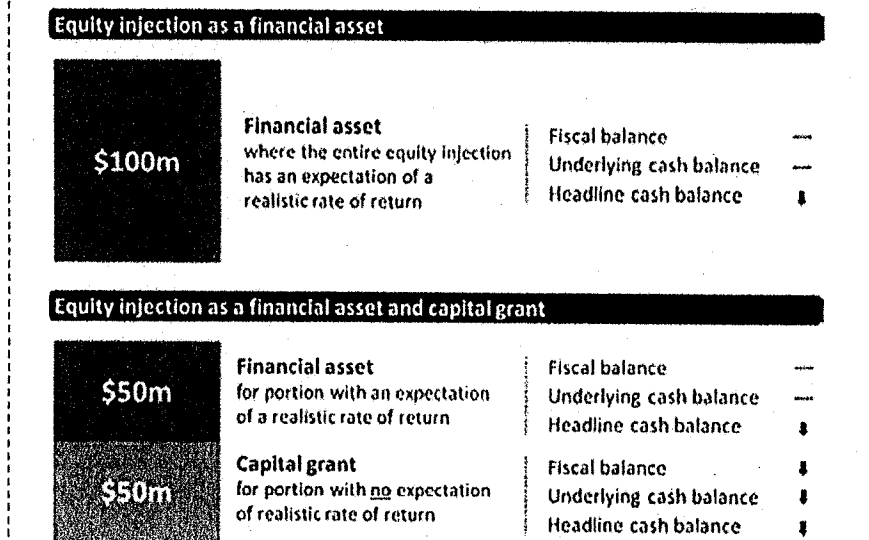 Equity injection as a financial asset
$100m
Financial asset
where the entire equity injection
has an expectation of a
realistic rate of return
Fiscal balance —
Underlying cash balance —
Headline cash balance ⬇
Equity injection as a financial asset and capital grant
$50m
Financial asset
for portion with an expectation
of a realistic rate of return
Fiscal balance —
Underlying cash balance —
Headline cash balance ⬇
$50m
Capital grant
for portion with no expectation
of realistic rate of return
Fiscal balance ⬇
Underlying cash balance ⬇
Headline cash balance ⬇